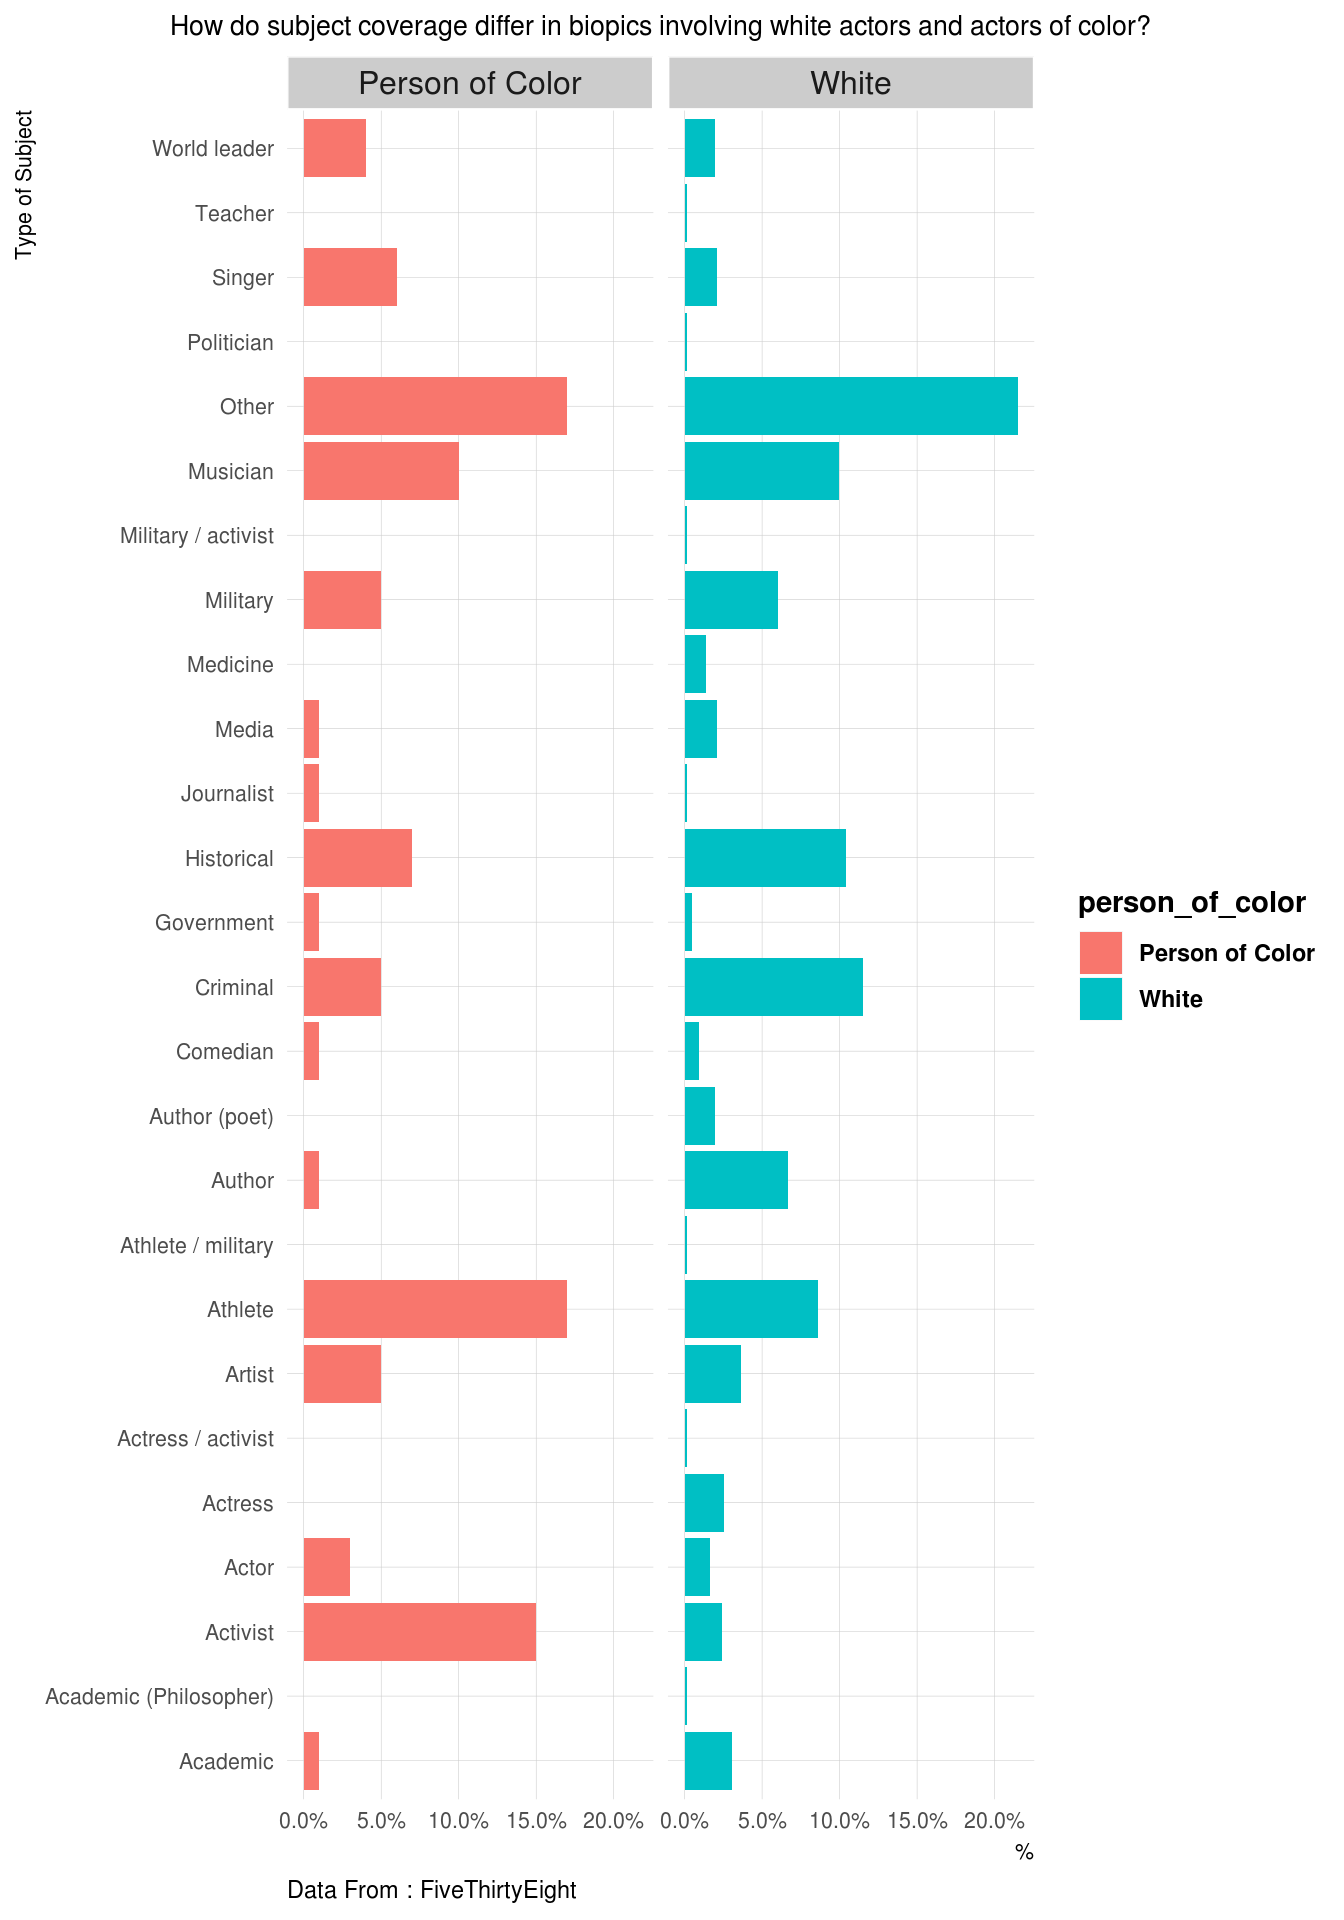 How do subject coverage differ in biopics involving white actors and actors of color?
Person of Color
White
Type of Subject
World leader
Teacher
Singer
Politician
Other
Musician
Military / activist
Military
Medicine
Media
Journalist
Historical
Government
Criminal
Comedian
Author (poet)
Author
Athlete / military
Athlete
Artist
Actress / activist
Actress
Actor
Activist
Academic (Philosopher)
Academic
0.0% 5.0% 10.0% 15.0% 20.0%
0.0% 5.0% 10.0% 15.0% 20.0%
%
person_of_color
Person of Color
White
Data From : FiveThirtyEight